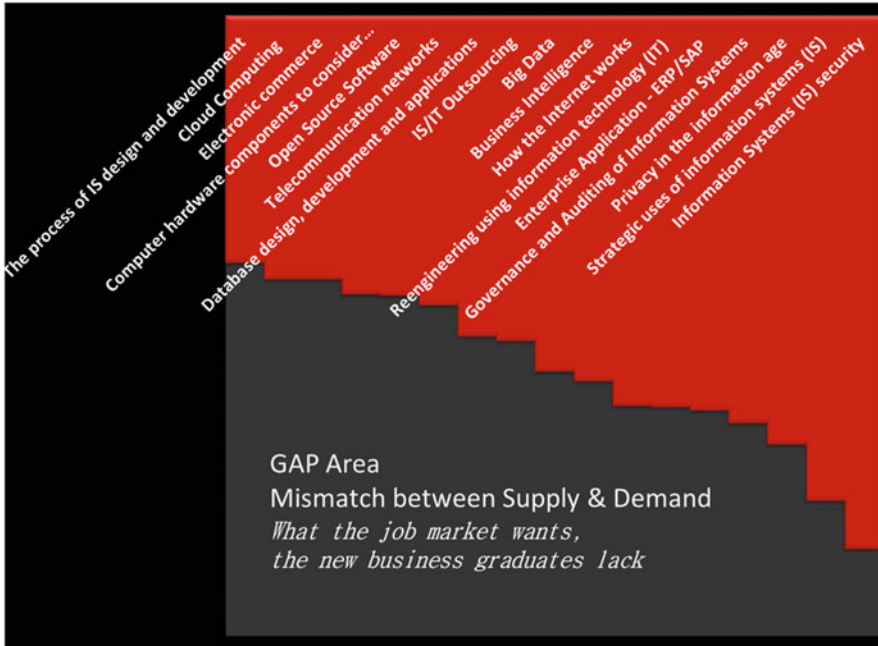 The process of IS design and development
Cloud Computing
Electronic commerce
Computer hardware components to consider...
Open Source Software
Telecommunication networks
Database design, development and applications
IS/IT Outsourcing
Big Data
Business Intelligence
How the Internet works
Reengineering using information technology (IT)
Enterprise Application - ERP/SAP
Governance and Auditing of Information Systems
Privacy in the information age
Strategic uses of information systems (IS)
Information Systems (IS) security
GAP Area
Mismatch between Supply & Demand
What the job market wants,
the new business graduates lack